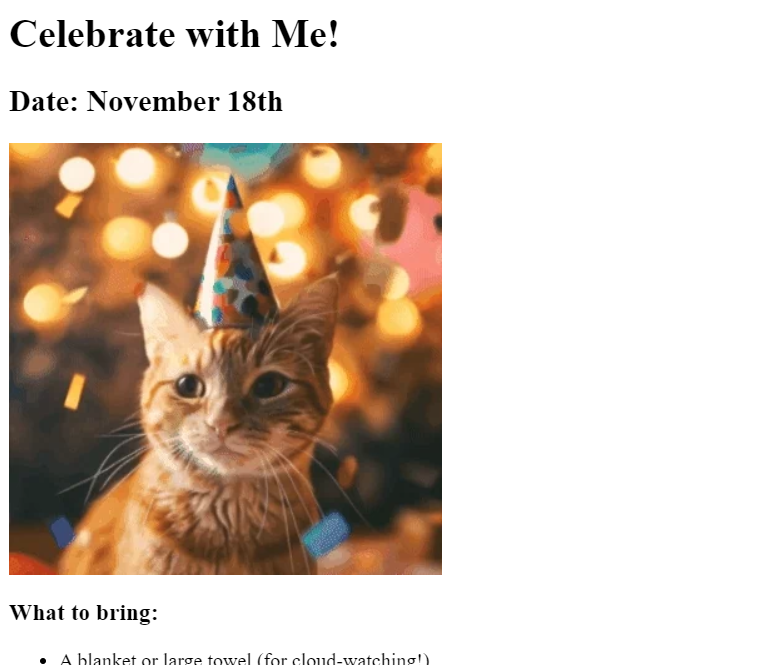 Celebrate with Me!
Date: November 18th
What to bring:
A blanket or large towel (for cloud-watching!)